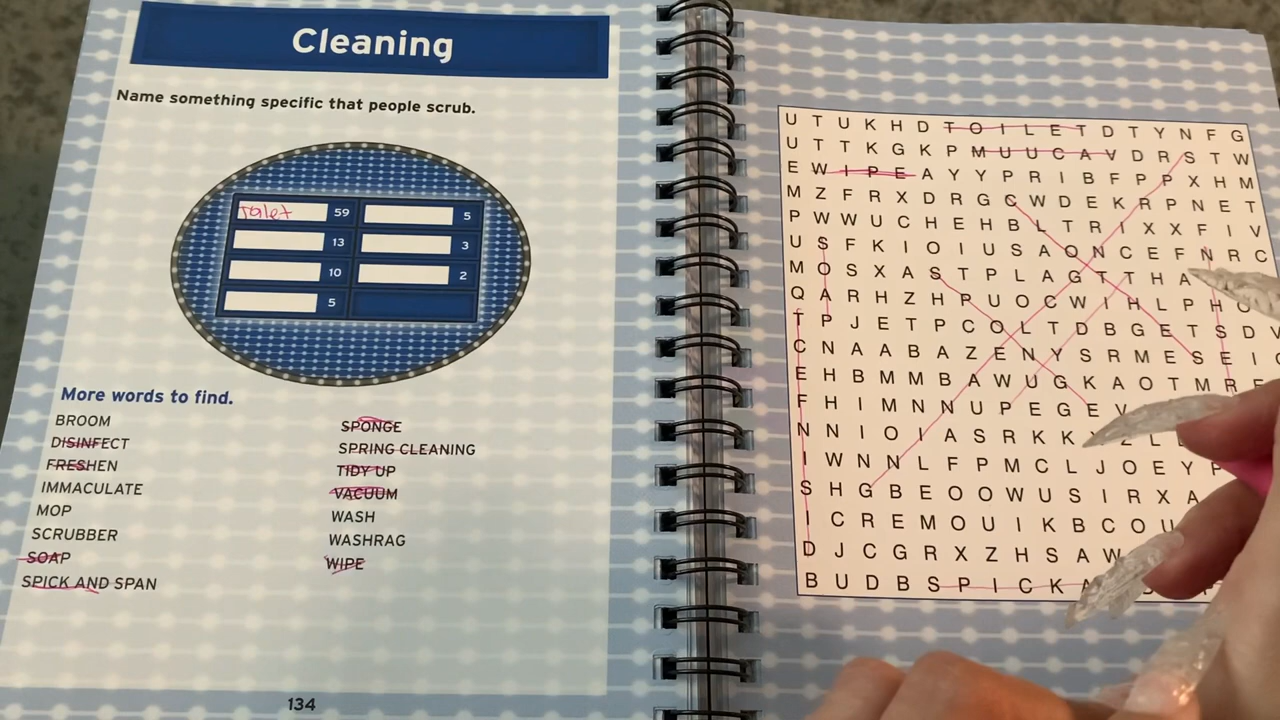 Cleaning
Name something specific that people scrub.
59
5
13
3
10
2
5
More words to find.
BROOM
DISINFECT
FRESHEN
IMMACULATE
MOP
SCRUBBER
SOAP
SPICK AND SPAN
SPONGE
SPRING CLEANING
TIDY UP
VACUUM
WASH
WASHRAG
WIPE
134
U T U K H D T O I L E T D T Y N F G
U T T K G K P M U U C A V D R S T W
E W I P E A Y Y P R I B F P P X H M
M Z F R X D R G C W D E K R P N E T
P W W U C H E H B L T R I X X F I V
U S F K I O I U S A O N C E F N R C
M O S X A S T P L A G T T H A
Q A R H Z H P U O C W I H L P H
T P J E T P C O L T D B G E T S D V
C N A A B A Z E N Y S R M E S E I
E H B M M B A W U G K A O T M R
F H I M N N U P E G E V
N N I O I A S R K K Z L
I W N N L F P M C L J O E Y
S H G B E O O W U S I R X A
I C R E M O U I K B C O U
D J C G R X Z H S A W
B U D B S P I C K A